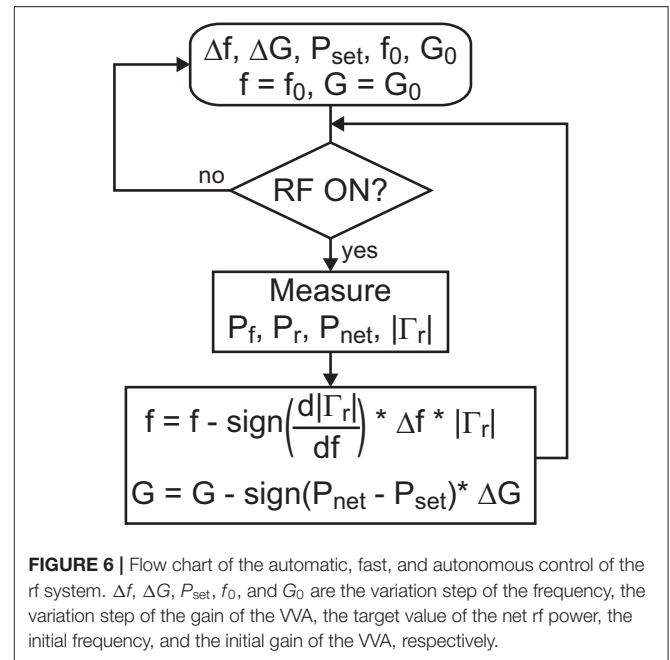 Δf, ΔG, P_set, f_0, G_0
f = f_0, G = G_0
no
RF ON?
yes
Measure
P_f, P_r, P_net, |Γ_r|
f = f - sign(d|Γ_r|/df) * Δf * |Γ_r|
G = G - sign(P_net - P_set)* ΔG
FIGURE 6 | Flow chart of the automatic, fast, and autonomous control of the
rf system. Δf, ΔG, P_set, f_0, and G_0 are the variation step of the frequency, the
variation step of the gain of the VVA, the target value of the net rf power, the
initial frequency, and the initial gain of the VVA, respectively.